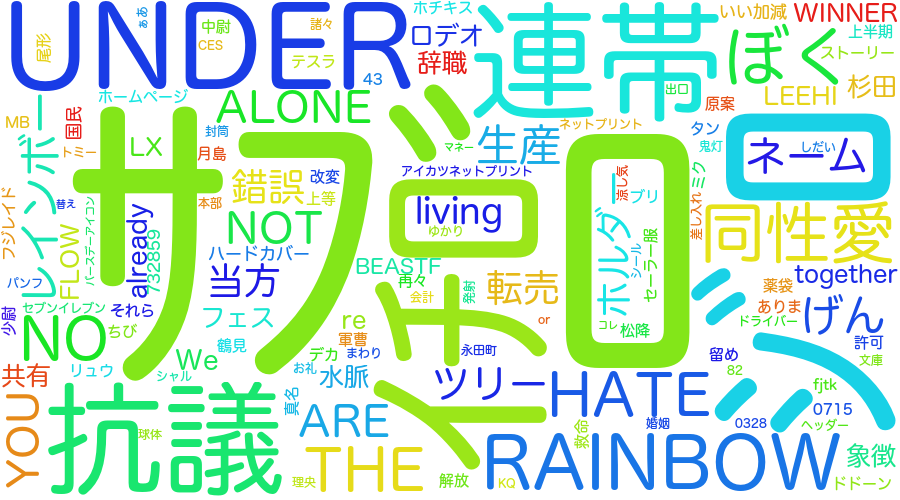 UNDER
連帯
ぼく
WINNER
いい加減
上半期
ストーリー
杉田
LEEHI
ホチキス
ロデオ
辞職
ぁあ
諸々
中尉
CES
尾形
テスラ
43
出口
原案
ホームページ
ALONE
生産
ネットプリント
マネー
タン
鬼灯
MB
国民
トミー
LX
封筒
月島
サブ
ロ
イチゴ
アイカツネットプリント
ネーム
しだい
レインボー
フジレイド
替え
バースデーアイコン
本部
錯誤
改変
上等
living
ゆかり
ホルダー
涼し気
ブリ
ミク
差し入れ
シール
セーラー服
同性愛
FLOW
already
732859
NOT
ハードカバー
BEASTF
再々
会計
発射
転売
together
パンフ
セブンイレブン
当方
薬袋
少尉
それら
フェス
re
軍曹
or
コレ
松降
ありま
ドライバー
げん
NO
ちび
鶴見
デカ
まわり
永田町
留め
許可
文庫
共有
リュウ
We
シャル
お礼
水脈
ツリー
82
fjtk
YOU
抗議
真名
ARE
HATE
婚姻
0328
0715
ヘッダー
シ
球体
THE
理央
解放
KQ
救命
RAINBOW
象徴
ドドーン